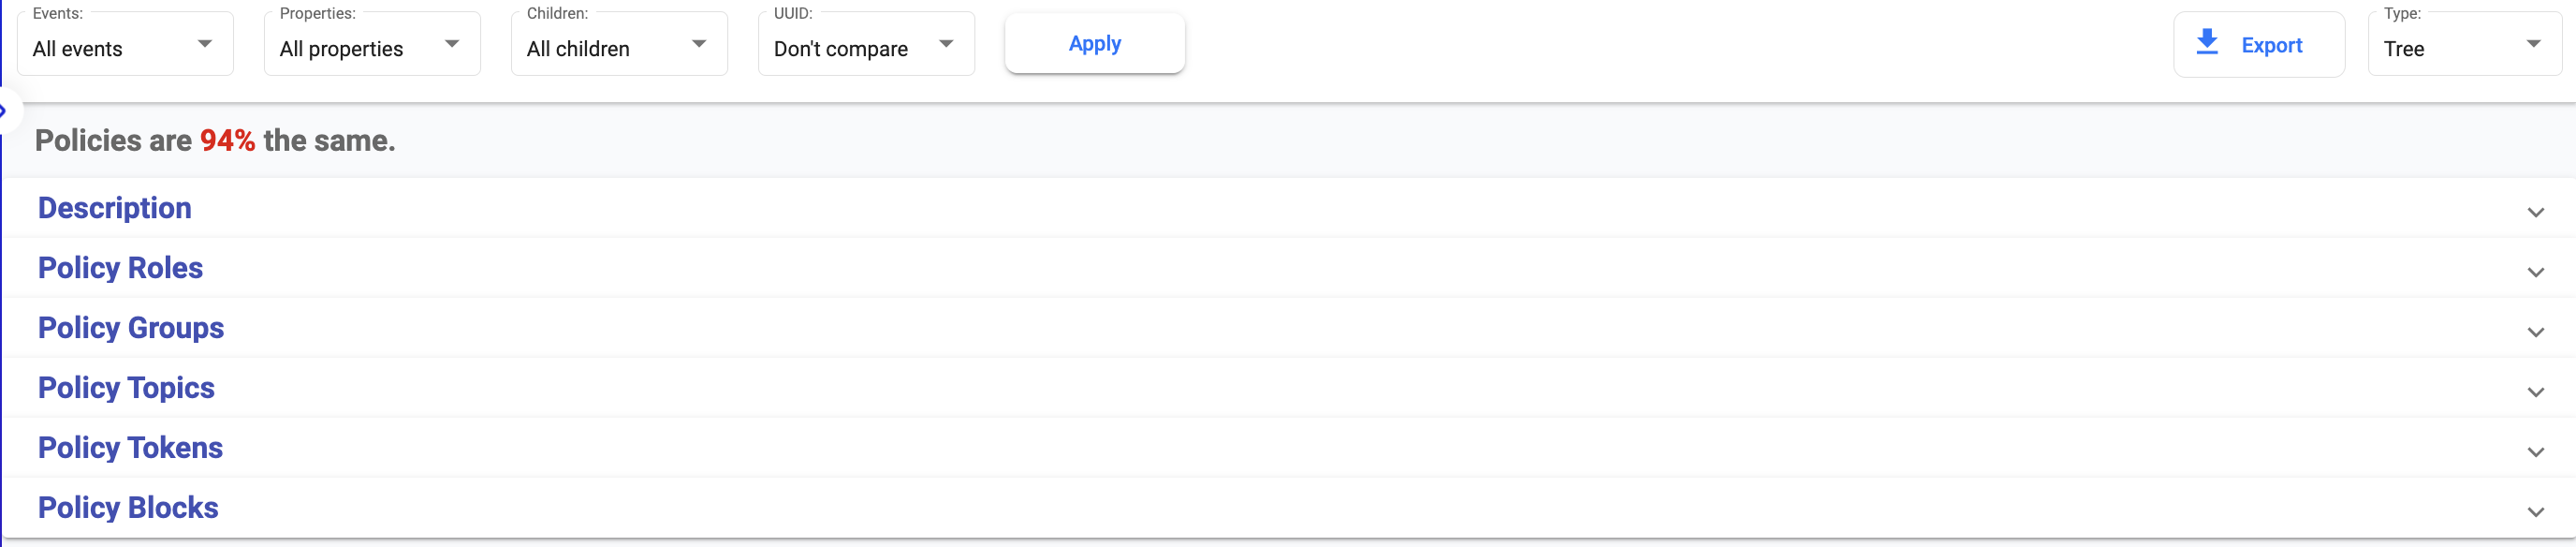 Events: Properties: Children: UUID: Type:
All events All properties All children Don't compare Apply Export Tree
Policies are 94% the same.
Description
Policy Roles
Policy Groups
Policy Topics
Policy Tokens
Policy Blocks